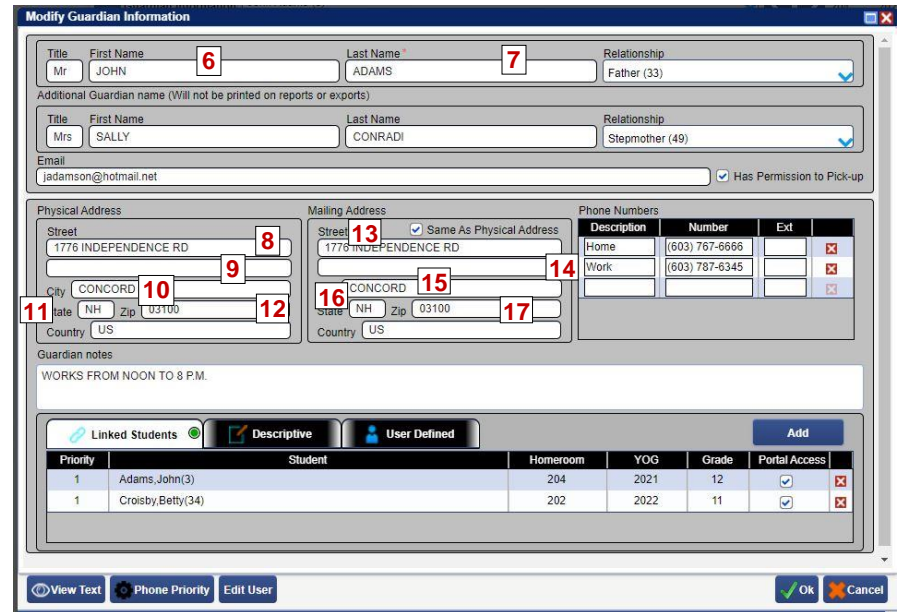 Modify Guardian Information
Title First Name Last Name * Relationship
6 7
Mr JOHN ADAMS Father (33)
Additional Guardian name (Will not be printed on reports or exports)
Title First Name Last Name Relationship
Mrs SALLY CONRADI Stepmother (49)
Email
jadamson@hotmail.net Has Permission to Pick-up
Physical Address Mailing Address Phone Numbers
Street 8 Street 13 Same As Physical Address Description Number Ext
1776 INDEPENDENCE RD 1776 INDEPENDENCE RD Home (603) 767-6666
9 14 Work (603) 787-6345
City CONCORD 10 CONCORD 15
11 State NH Zip 03100 12 16 State NH Zip 03100 17
Country US Country US
Guardian notes
WORKS FROM NOON TO 8 P.M.
Linked Students Descriptive User Defined Add
Priority Student Homeroom YOG Grade Portal Access
1 Adams,John(3) 204 2021 12
1 Croisby,Betty(34) 202 2022 11
View Text Phone Priority Edit User Ok Cancel